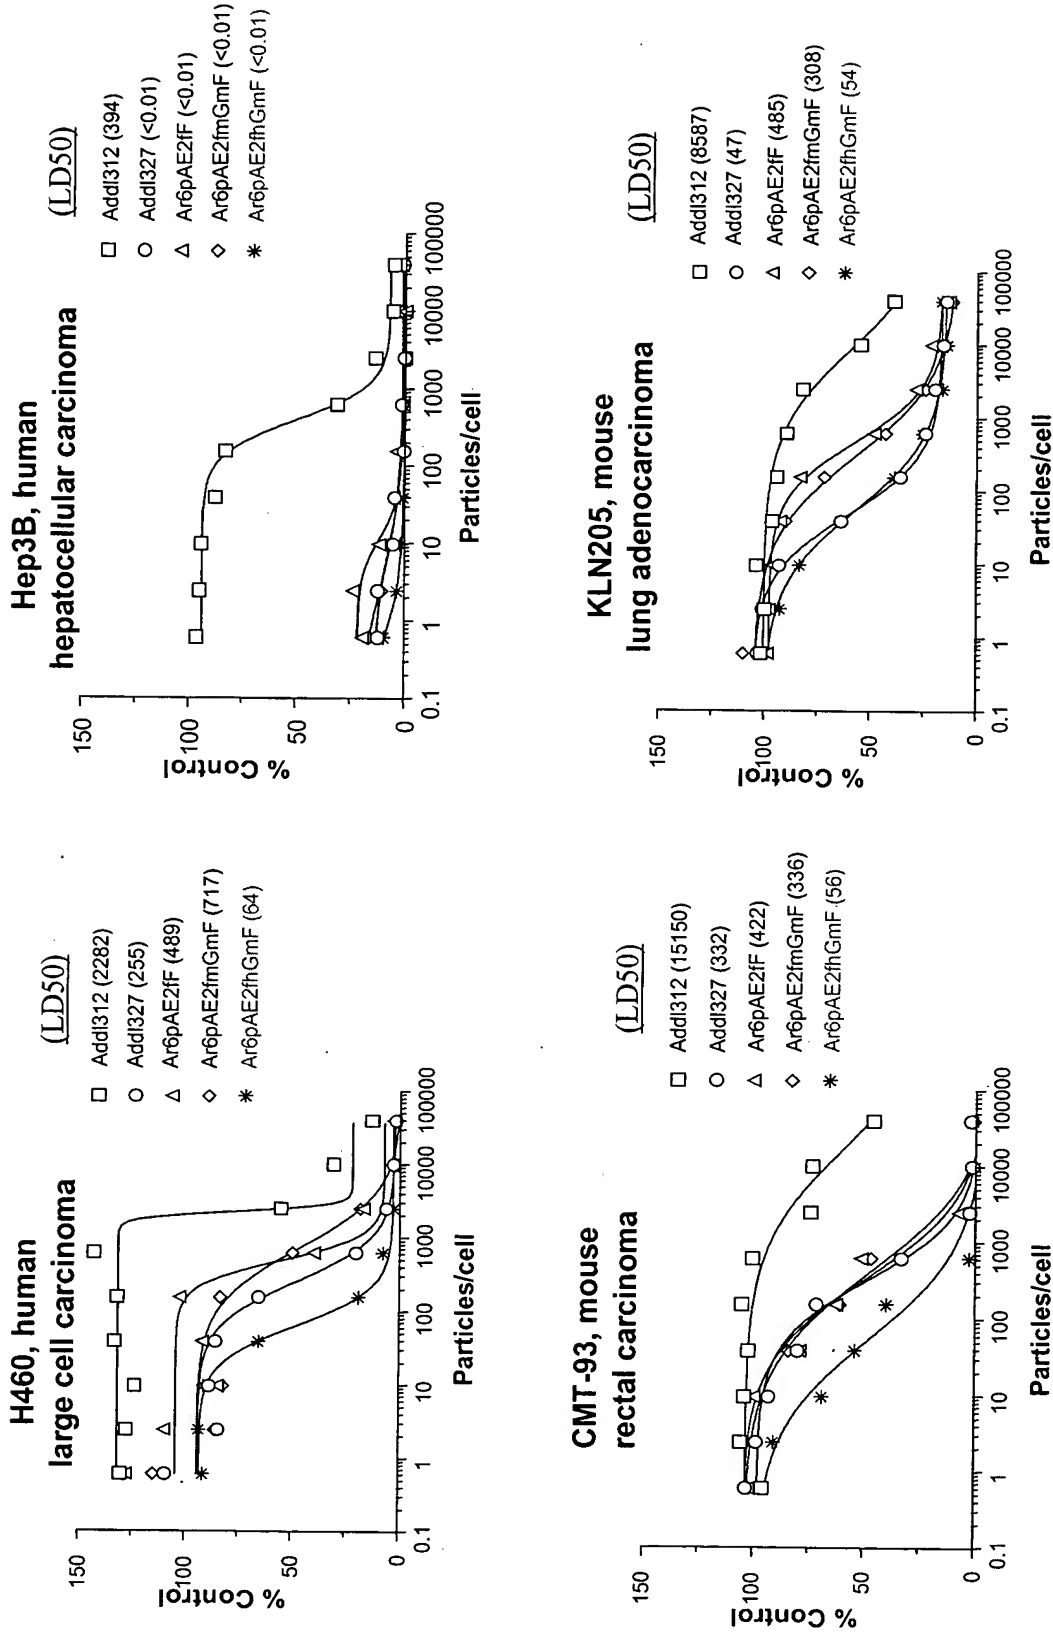 H460, human
large cell carcinoma
% Control
150
100
50
0
0.1
1
10
100
1000
10000
100000
Particles/cell
(LD50)
Addl312 (2282)
Addl327 (255)
Ar6pAE2fF (489)
Ar6pAE2fmGmF (717)
Ar6pAE2fhGmF (64)
Hep3B, human
hepatocellular carcinoma
% Control
150
100
50
0
0.1
1
10
100
1000
10000
100000
Particles/cell
(LD50)
Addl312 (394)
Addl327 (<0.01)
Ar6pAE2fF (<0.01)
Ar6pAE2fmGmF (<0.01)
Ar6pAE2fhGmF (<0.01)
CMT-93, mouse
rectal carcinoma
% Control
150
100
50
0
0.1
1
10
100
1000
10000
100000
Particles/cell
(LD50)
Addl312 (15150)
Addl327 (332)
Ar6pAE2fF (422)
Ar6pAE2fmGmF (336)
Ar6pAE2fhGmF (56)
KLN205, mouse
lung adenocarcinoma
% Control
150
100
50
0
0.1
1
10
100
1000
10000
100000
Particles/cell
(LD50)
Addl312 (8587)
Addl327 (47)
Ar6pAE2fF (485)
Ar6pAE2fmGmF (308)
Ar6pAE2fhGmF (54)